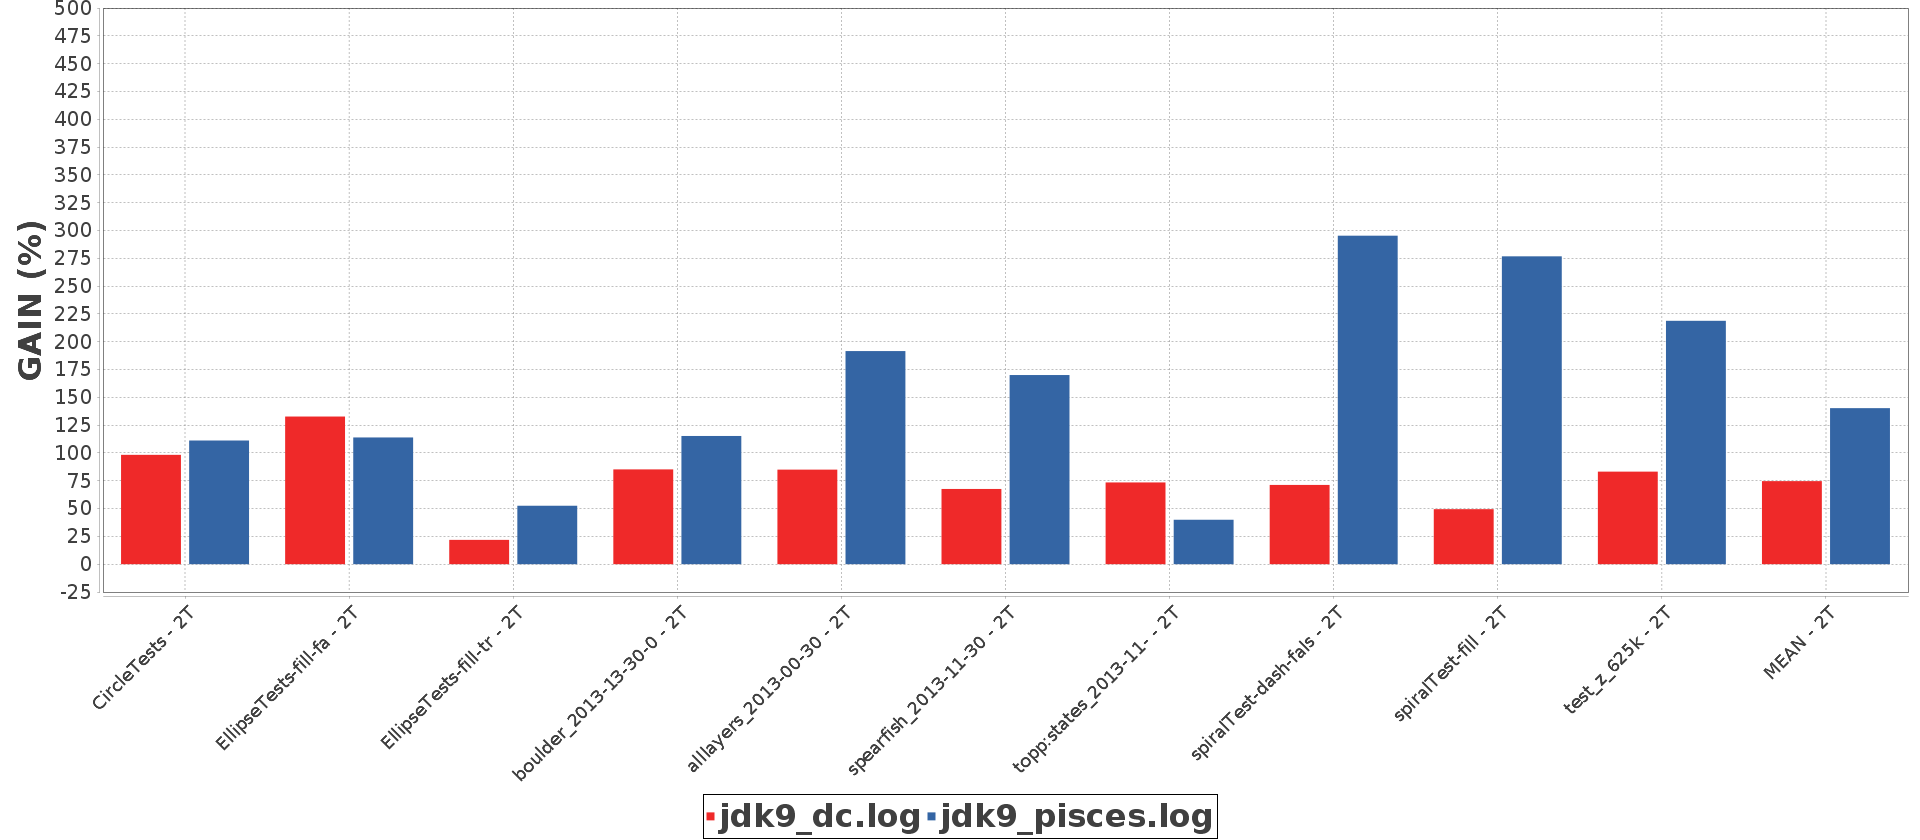 500
475
450
425
400
375
350
325
300
275
250
225
200
175
150
125
100
75
50
25
0
-25
GAIN (%)
CircleTests - 2T
EllipseTests-fill-fa - 2T
EllipseTests-fill-tr - 2T
boulder_2013-13-30-0 - 2T
alllayers_2013-00-30 - 2T
spearfish_2013-11-30 - 2T
topp:states_2013-11- - 2T
spiralTest-dash-fals - 2T
spiralTest-fill - 2T
test_z_625k - 2T
MEAN - 2T
jdk9_dc.log jdk9_pisces.log